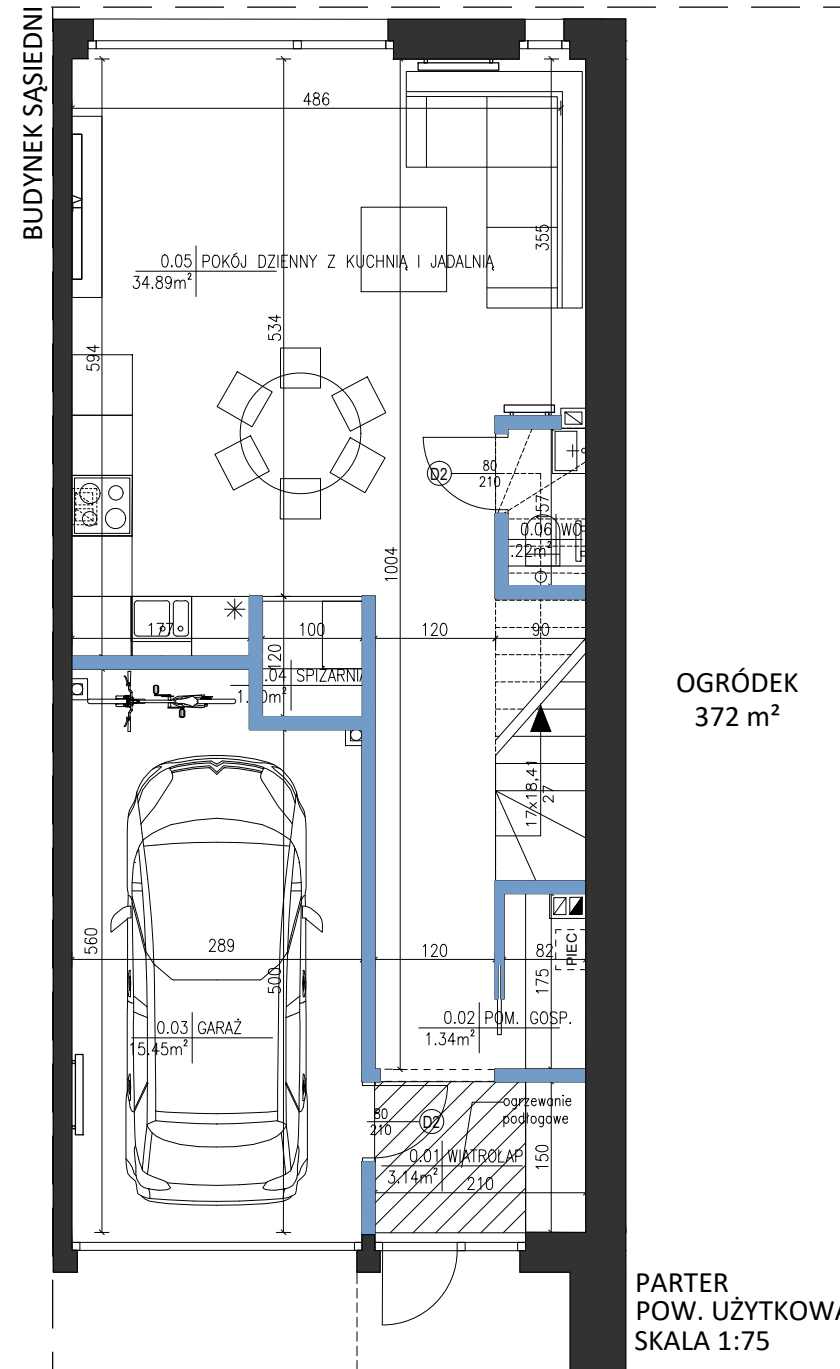 BUDYNEK SĄSIEDNI
486
0.05 POKÓJ DZIENNY Z KUCHNIĄ I JADALNIĄ
34.89m²
355
534
594
D2
80
210
157
0.06 WC
.22m²
1004
177
100
120
90
120
.04 SPIŻARNIA
OGRÓDEK
372 m²
17x18,41
27
560
289
500
120
82
PIEC
175
0.03 GARAŻ
15.45m²
0.02 POM. GOSP.
1.34m²
80
210
D2
ogrzewanie
podłogowe
0.01 WIATROŁAP
3.14m²
210
150
PARTER
POW. UŻYTKOWA
SKALA 1:75